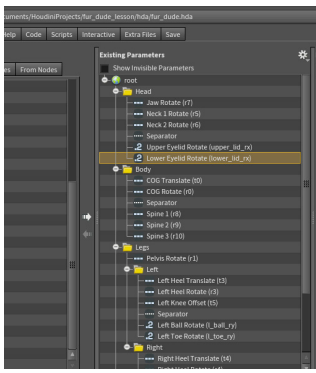 cuments/HoudiniProjects/fur_dude_lesson/hda/fur_dude.hda
Help Code Scripts Interactive Extra Files Save
Existing Parameters
es From Nodes
Show Invisible Parameters
root
Head
Jaw Rotate (r7)
Neck 1 Rotate (r5)
Neck 2 Rotate (r6)
Separator
Upper Eyelid Rotate (upper_lid_rx)
Lower Eyelid Rotate (lower_lid_rx)
Body
COG Translate (t0)
COG Rotate (r0)
Separator
Spine 1 (r8)
Spine 2 (r9)
Spine 3 (r10)
Legs
Pelvis Rotate (r1)
Left
Left Heel Translate (t3)
Left Heel Rotate (r3)
Left Knee Offset (t5)
Separator
Left Ball Rotate (l_ball_ry)
Left Toe Rotate (l_toe_ry)
Right
Right Heel Translate (t4)